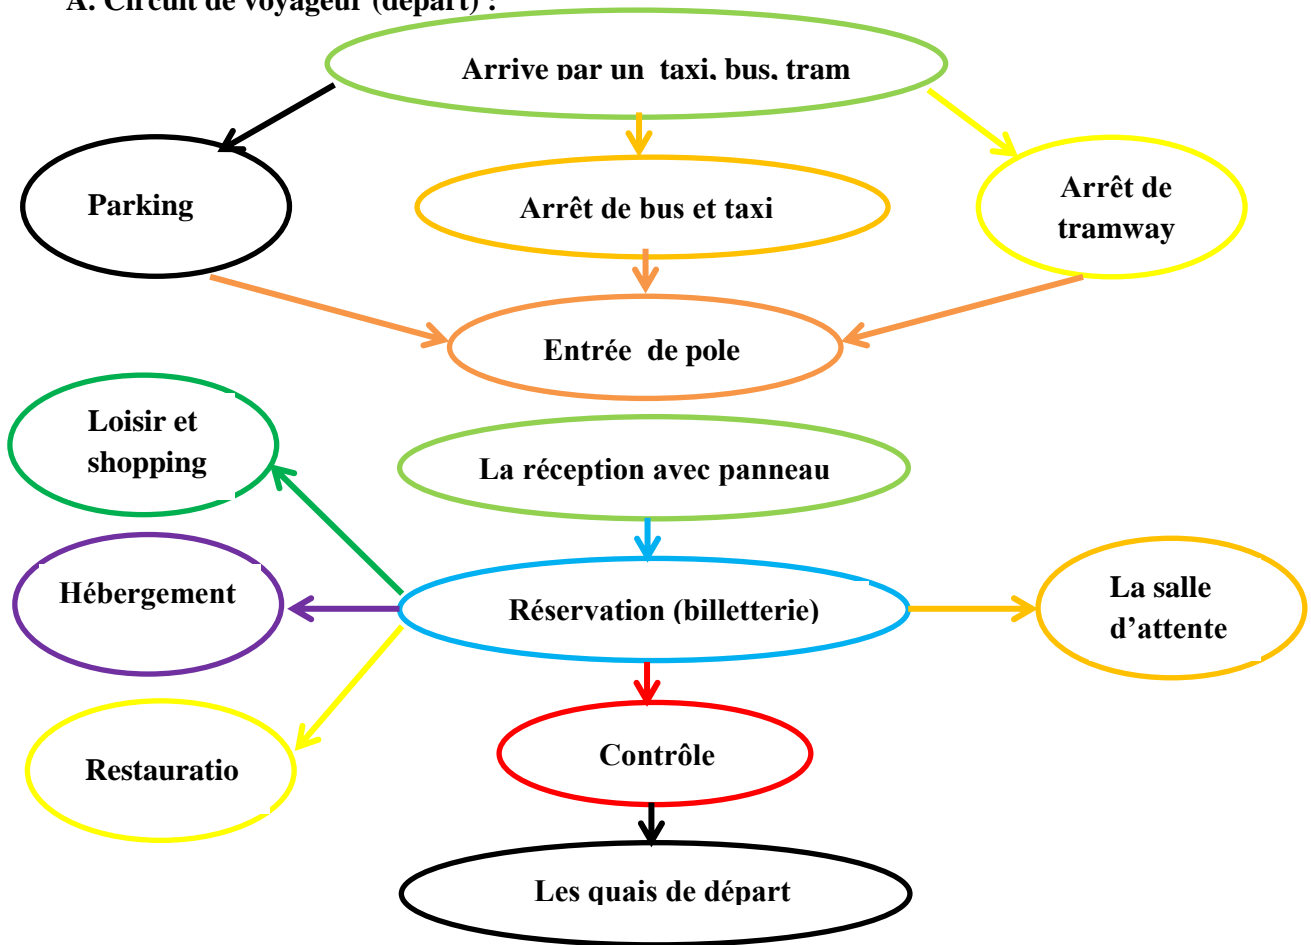 A. Circuit de voyageur (départ) :
Arrive par un taxi, bus, tram
Parking
Arrêt de bus et taxi
Arrêt de
tramway
Entrée de pole
Loisir et
shopping
La réception avec panneau
Hébergement
Réservation (billetterie)
La salle
d’attente
Restauratio
Contrôle
Les quais de départ